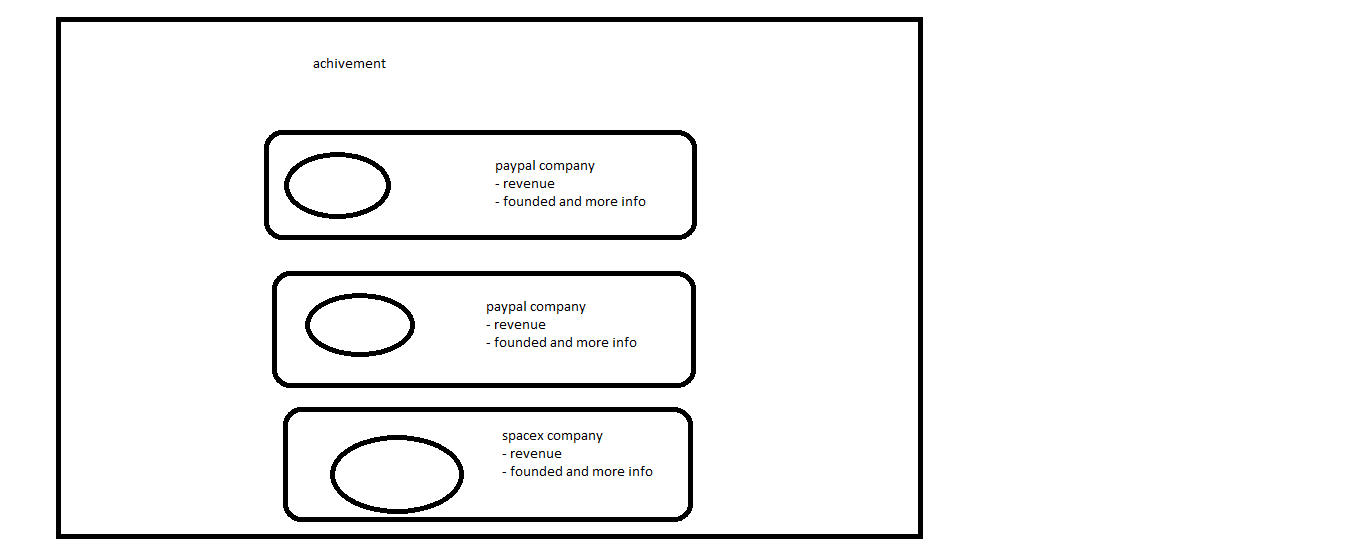 achivement
paypal company
- revenue
- founded and more info
paypal company
- revenue
- founded and more info
spacex company
- revenue
- founded and more info